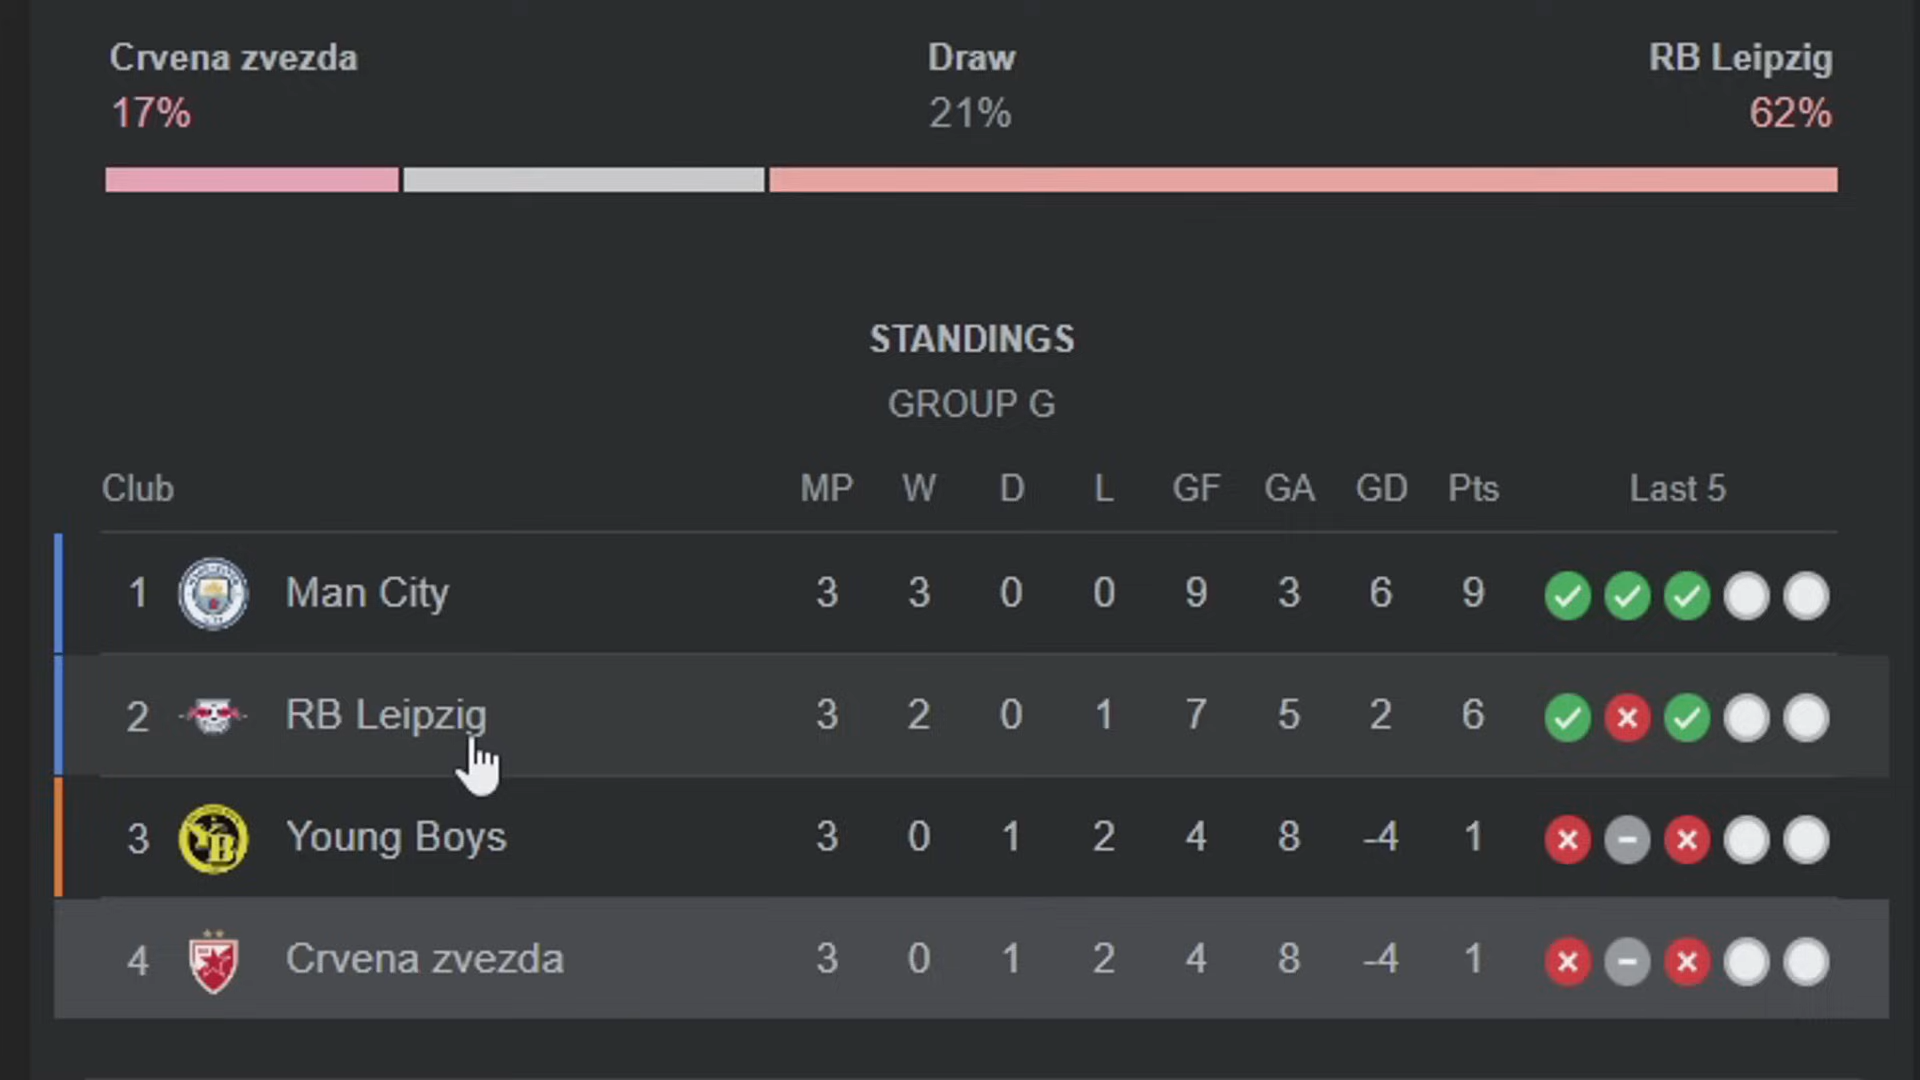 Crvena zvezda Draw RB Leipzig
17% 21% 62%
STANDINGS
GROUP G
Club MP W D L GF GA GD Pts Last 5
1 Man City 3 3 0 0 9 3 6 9
2 RB Leipzig 3 2 0 1 7 5 2 6
3 Young Boys 3 0 1 2 4 8 -4 1
4 Crvena zvezda 3 0 1 2 4 8 -4 1